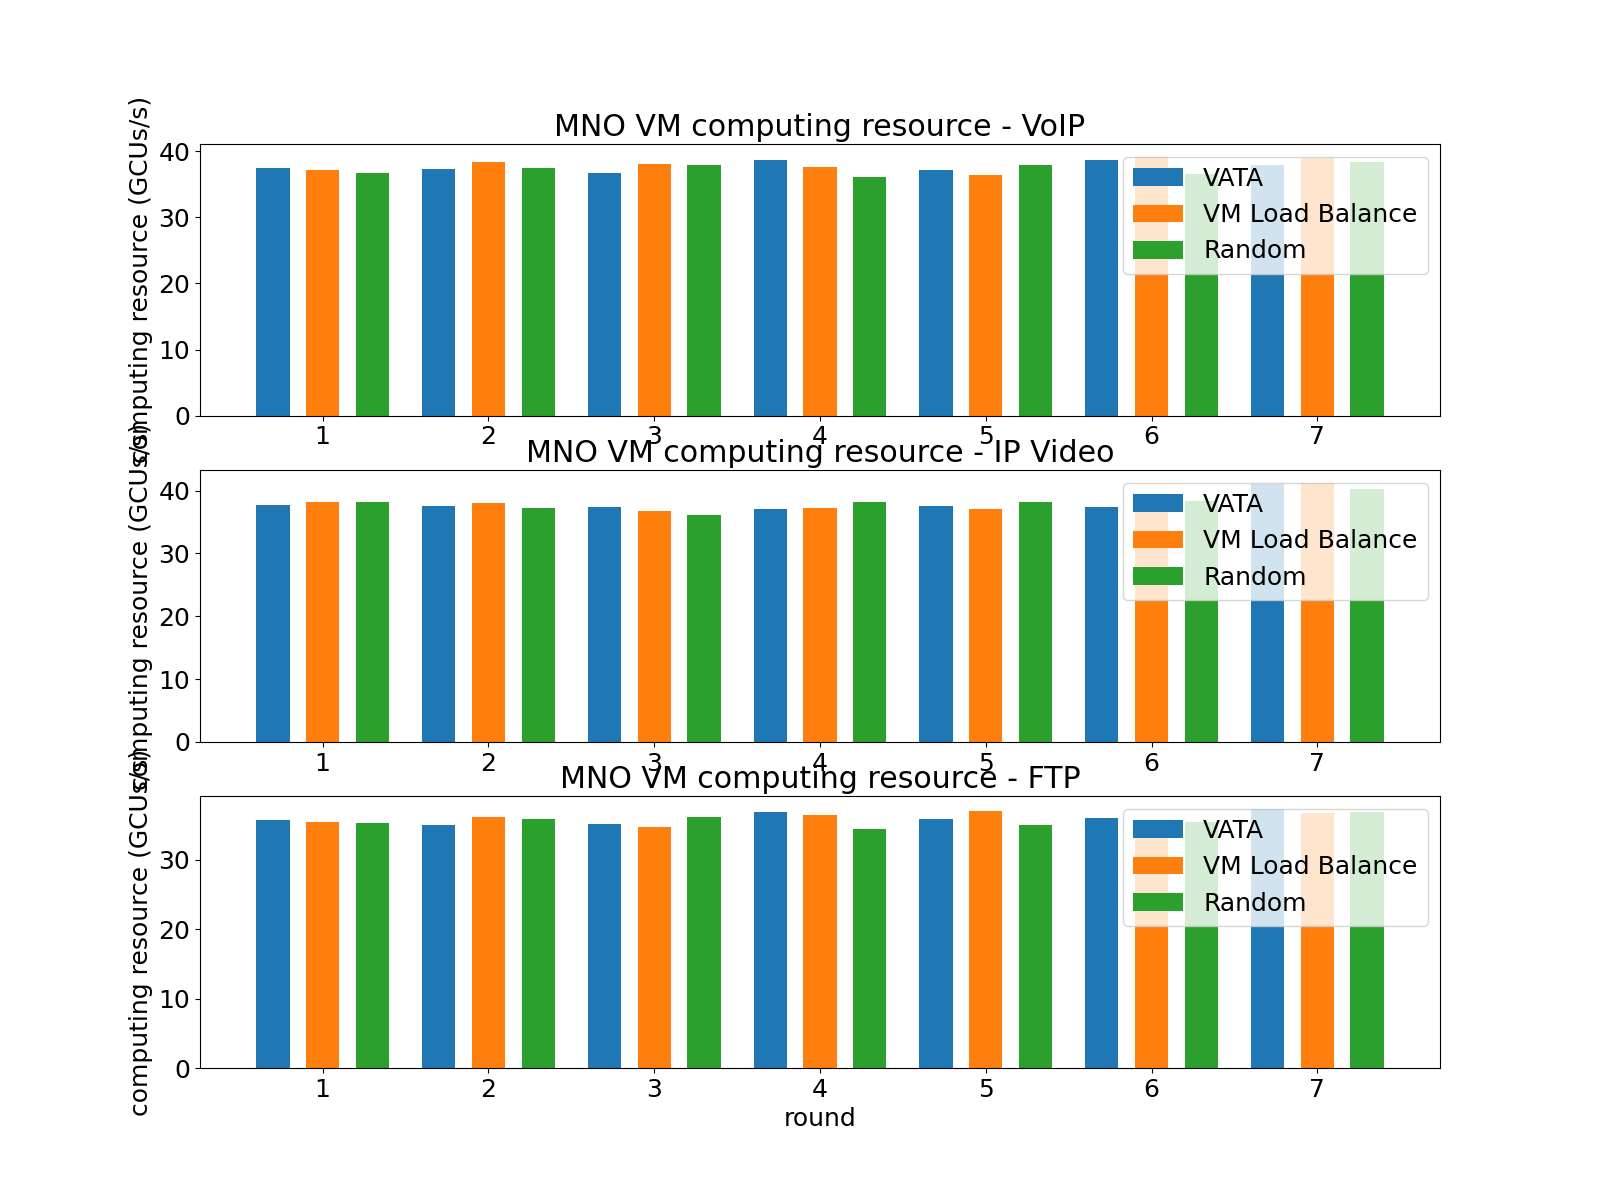 MNO VM computing resource - VoIP
computing resource (GCUs/s)
40
30
20
10
0
VATA
VM Load Balance
Random
1 2 3 4 5 6 7
MNO VM computing resource - IP Video
computing resource (GCUs/s)
40
30
20
10
0
VATA
VM Load Balance
Random
1 2 3 4 5 6 7
MNO VM computing resource - FTP
computing resource (GCUs/s)
30
20
10
0
VATA
VM Load Balance
Random
1 2 3 4 5 6 7
round